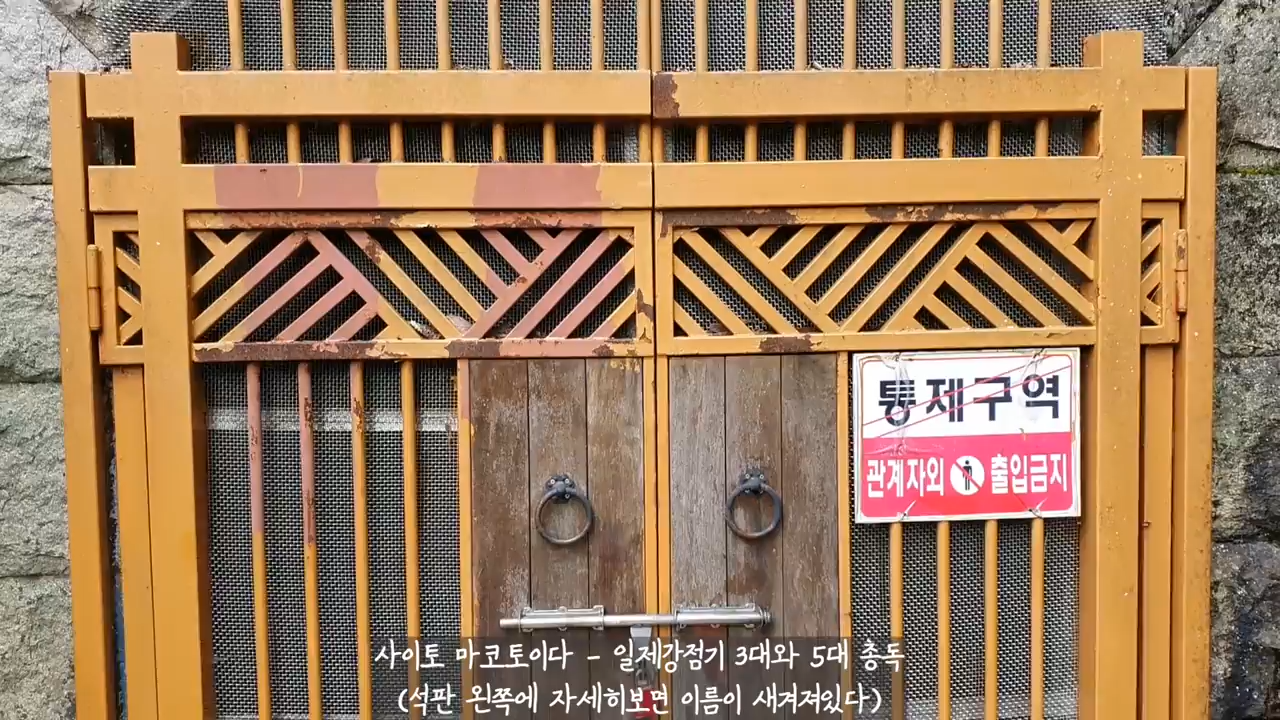 통제구역
관계자외 출입금지
사이토 마코토이다 - 일제강점기 3대와 5대 총독
(석판 왼쪽에 자세히보면 이름이 새겨져있다)